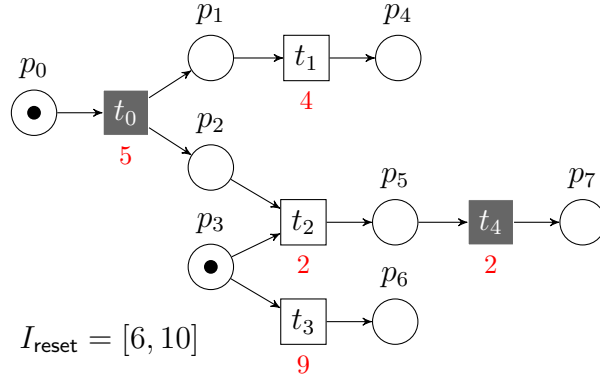 p₀
t₀
5
p₁
t₁
4
p₄
p₂
p₃
t₂
2
p₅
t₄
2
p₇
t₃
9
p₆
I_reset = [6, 10]